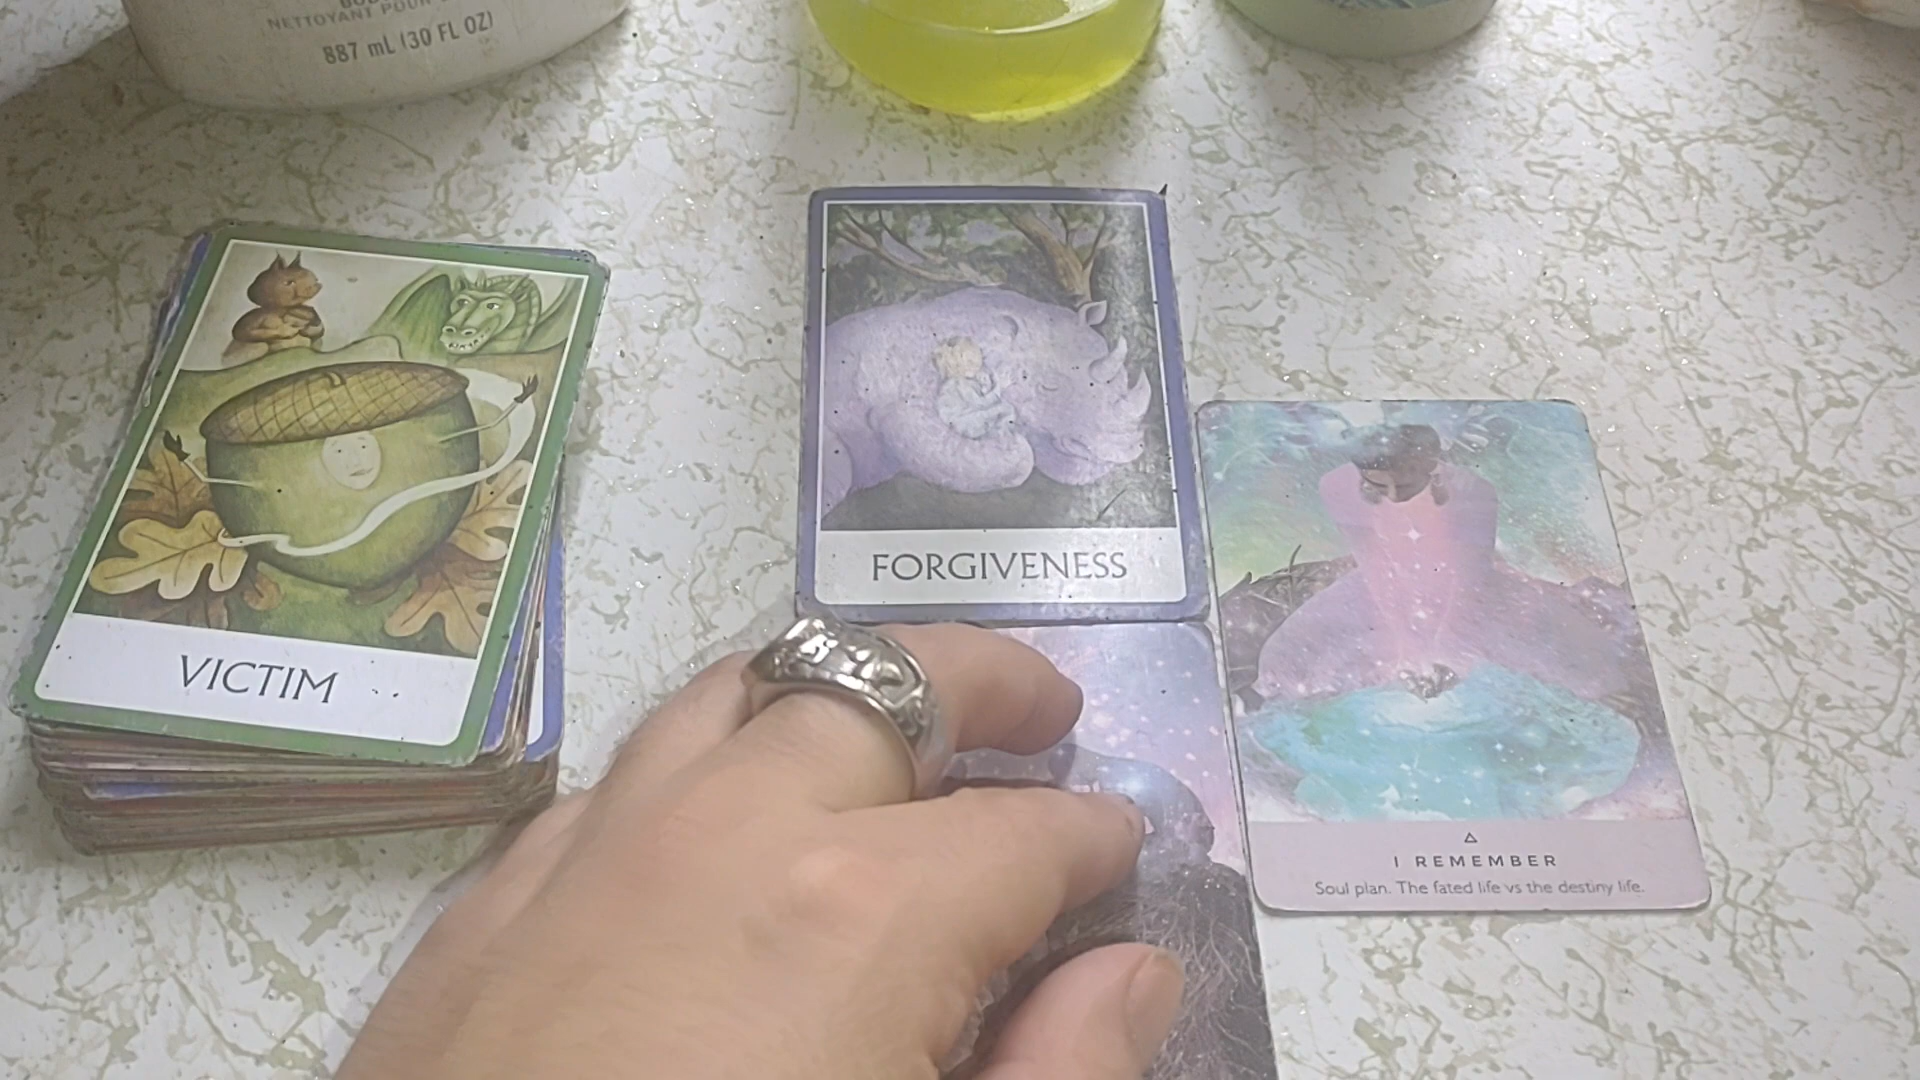 NETTOYANT POUR
887 mL (30 FL OZ)
VICTIM
FORGIVENESS
I REMEMBER
Soul plan. The fated life vs the destiny life.